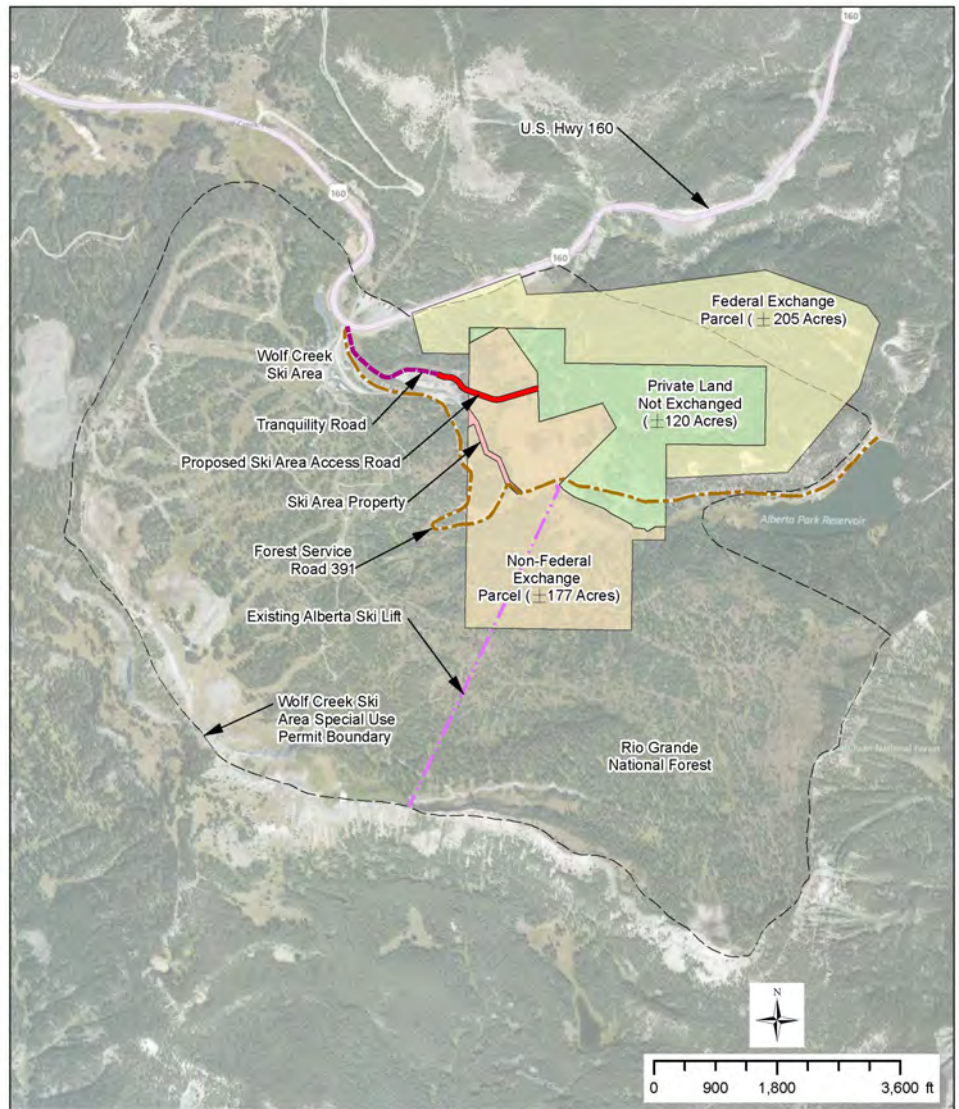 160
160
U.S. Hwy 160
160
160
Federal Exchange
Parcel ( ±205 Acres)
Wolf Creek
Ski Area
Private Land
Not Exchanged
(±120 Acres)
Tranquility Road
Proposed Ski Area Access Road
Ski Area Property
Alberta Park Reservoir
Forest Service
Road 391
Non-Federal
Exchange
Parcel (±177 Acres)
Existing Alberta Ski Lift
Wolf Creek Ski
Area Special Use
Permit Boundary
Rio Grande
National Forest
National Forest
N
0 900 1,800 3,600 ft